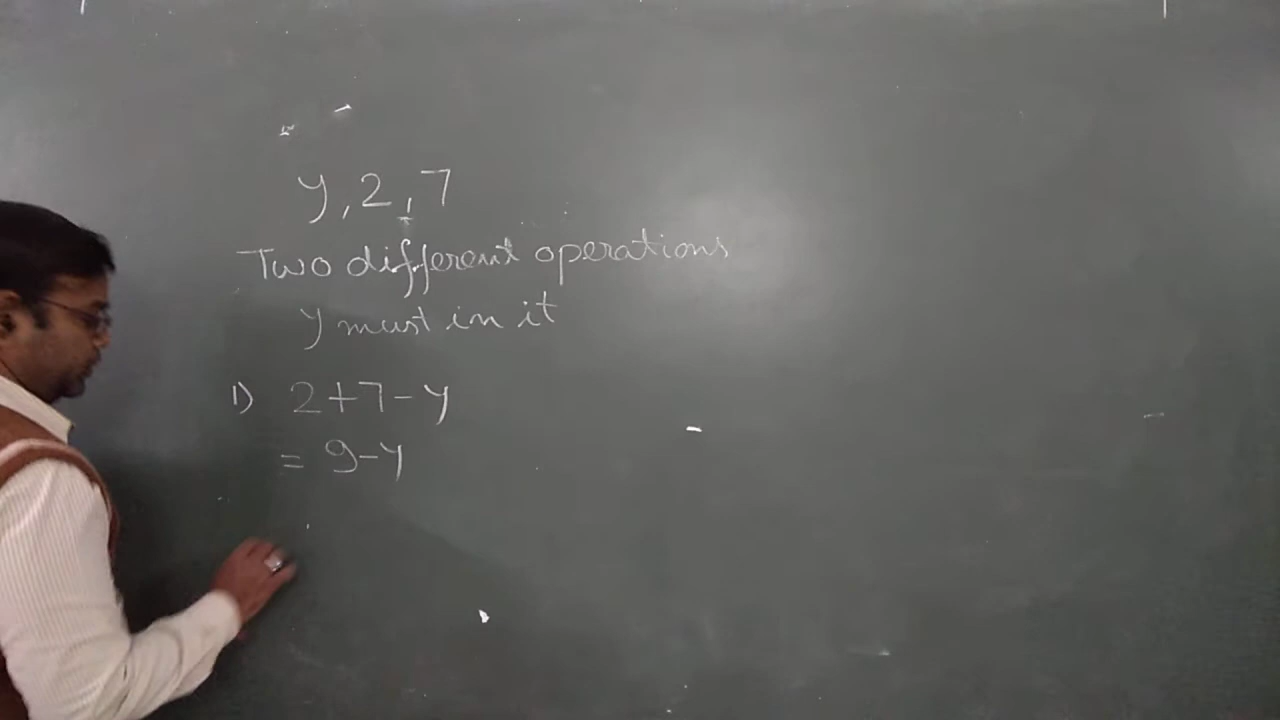 y, 2, 7
Two different operations
y must in it
1) 2+7-y
= 9-y